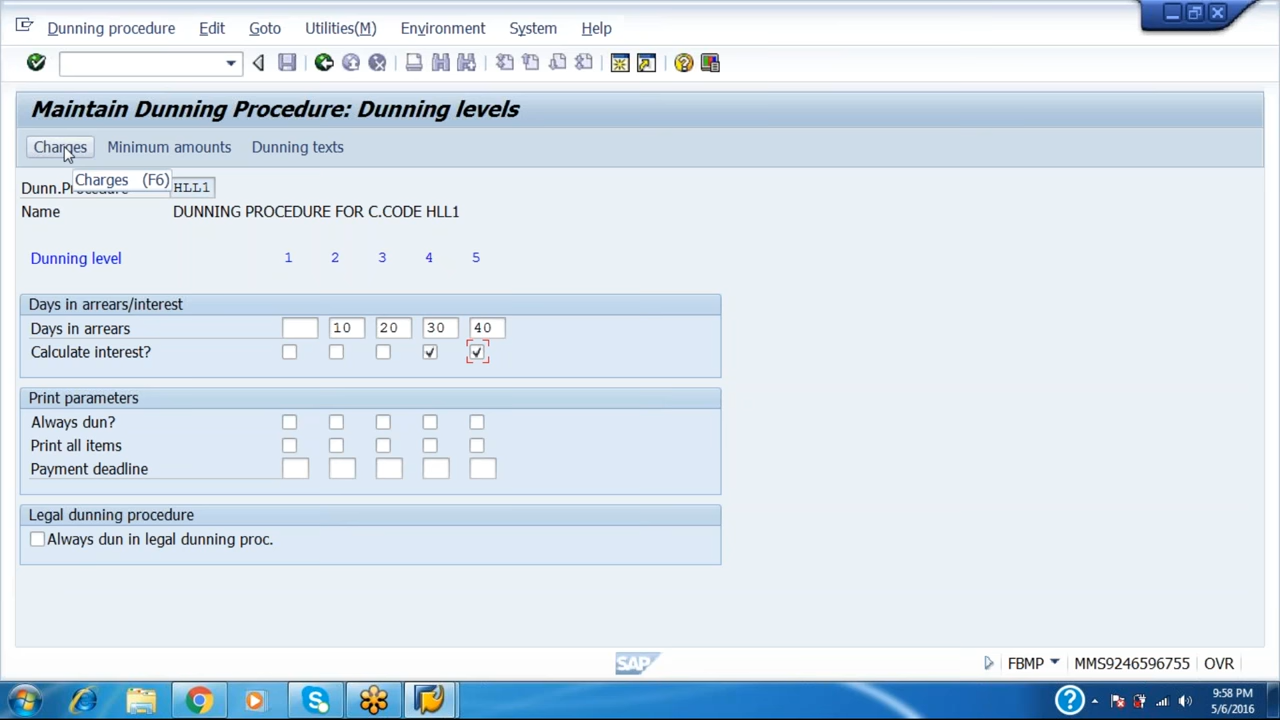 Dunning procedure Edit Goto Utilities(M) Environment System Help
Maintain Dunning Procedure: Dunning levels
Charges Minimum amounts Dunning texts
Charges (F6)
Dunn.Procedure HLL1
Name DUNNING PROCEDURE FOR C.CODE HLL1
Dunning level 1 2 3 4 5
Days in arrears/interest
Days in arrears 10 20 30 40
Calculate interest?
Print parameters
Always dun?
Print all items
Payment deadline
Legal dunning procedure
Always dun in legal dunning proc.
SAP FBMP MMS9246596755 OVR
9:58 PM
5/6/2016